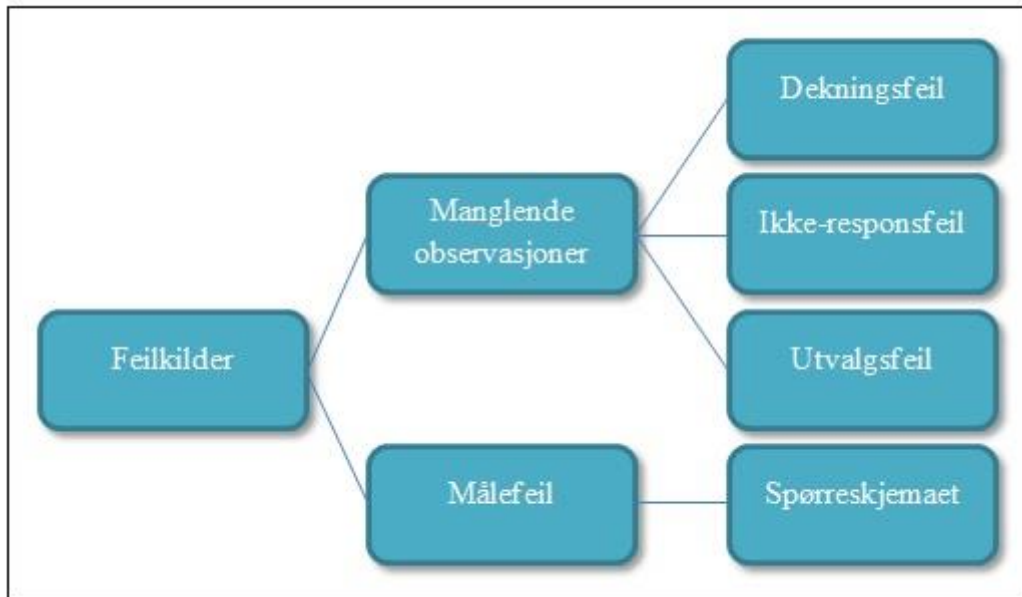 Feilkilder
Manglende
observasjoner
Dekningsfeil
Ikke-responsfeil
Utvalgsfeil
Målefeil
Spørreskjemaet